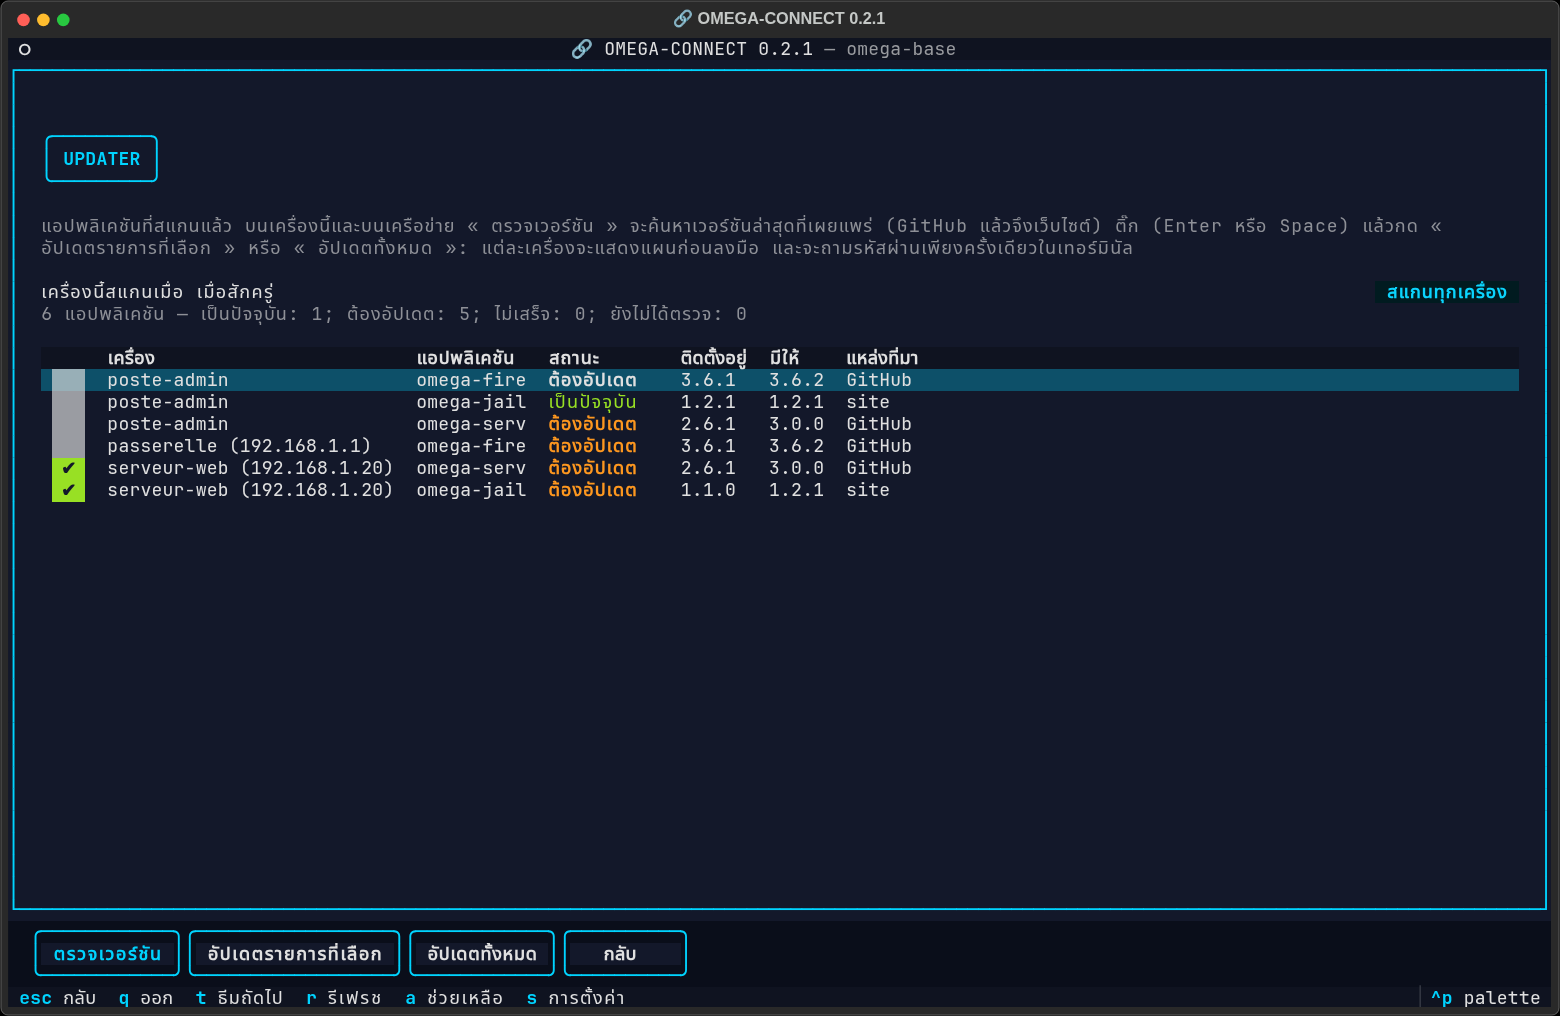 🔗 OMEGA-CONNECT 0.2.1
🔗 OMEGA-CONNECT 0.2.1 — omega-base
UPDATER
แอปพลิเคชันที่สแกนแล้ว บนเครื่องนี้และบนเครือข่าย « ตรวจเวอร์ชัน » จะค้นหาเวอร์ชันล่าสุดที่เผยแพร่ (GitHub แล้วจึงเว็บไซต์) ติ๊ก (Enter หรือ Space) แล้วกด «
อัปเดตรายการที่เลือก » หรือ « อัปเดตทั้งหมด »: แต่ละเครื่องจะแสดงแผนก่อนลงมือ และจะถามรหัสผ่านเพียงครั้งเดียวในเทอร์มินัล
เครื่องนี้สแกนเมื่อ เมื่อสักครู่ สแกนทุกเครื่อง
6 แอปพลิเคชัน — เป็นปัจจุบัน: 1; ต้องอัปเดต: 5; ไม่เสร็จ: 0; ยังไม่ได้ตรวจ: 0
เครื่อง แอปพลิเคชัน สถานะ ติดตั้งอยู่ มีให้ แหล่งที่มา
poste-admin omega-fire ต้องอัปเดต 3.6.1 3.6.2 GitHub
poste-admin omega-jail เป็นปัจจุบัน 1.2.1 1.2.1 site
poste-admin omega-serv ต้องอัปเดต 2.6.1 3.0.0 GitHub
passerelle (192.168.1.1) omega-fire ต้องอัปเดต 3.6.1 3.6.2 GitHub
✔ serveur-web (192.168.1.20) omega-serv ต้องอัปเดต 2.6.1 3.0.0 GitHub
✔ serveur-web (192.168.1.20) omega-jail ต้องอัปเดต 1.1.0 1.2.1 site
ตรวจเวอร์ชัน อัปเดตรายการที่เลือก อัปเดตทั้งหมด กลับ
esc กลับ q ออก t ธีมถัดไป r รีเฟรช a ช่วยเหลือ s การตั้งค่า ^p palette